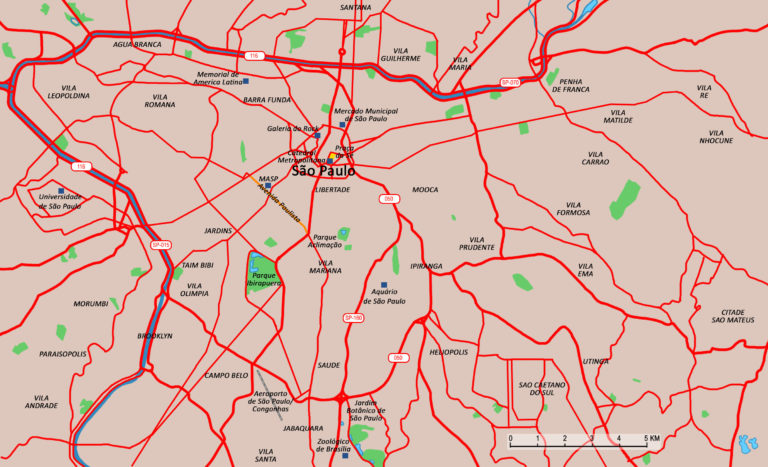 SANTANA
AGUA BRANCA
116
VILA
GUILHERME
VILA
MARIA
SP-070
PENHA
DE FRANCA
Memorial de
America Latina
VILA
LEOPOLDINA
VILA
ROMANA
BARRA FUNDA
VILA
RE
Mercado Municipal
de São Paulo
VILA
MATILDE
Galeria do Rock
VILA
NHOCUNE
Catedral
Metropolitana
Praça
da Sé
VILA
CARRAO
116
São Paulo
MASP
Universidade
de São Paulo
LIBERTADE
MOOCA
050
Avenida Paulista
VILA
FORMOSA
JARDINS
Parque
Aclimação
SP-015
VILA
PRUDENTE
TAIM BIBI
VILA
MARIANA
IPIRANGA
VILA
EMA
Parque
Ibirapuera
VILA
OLIMPIA
Aquário
de São Paulo
MORUMBI
CITADE
SAO MATEUS
SP-160
BROOKLYN
PARAISOPOLIS
HELIOPOLIS
050
SAUDE
UTINGA
CAMPO BELO
SAO CAETANO
DO SUL
VILA
ANDRADE
Aeroporto
de São Paulo/
Congonhas
Jardim
Botânico de
São Paulo
JABAQUARA
Zoológico
de Brasilia
VILA
SANTA
0 1 2 3 4 5 KM